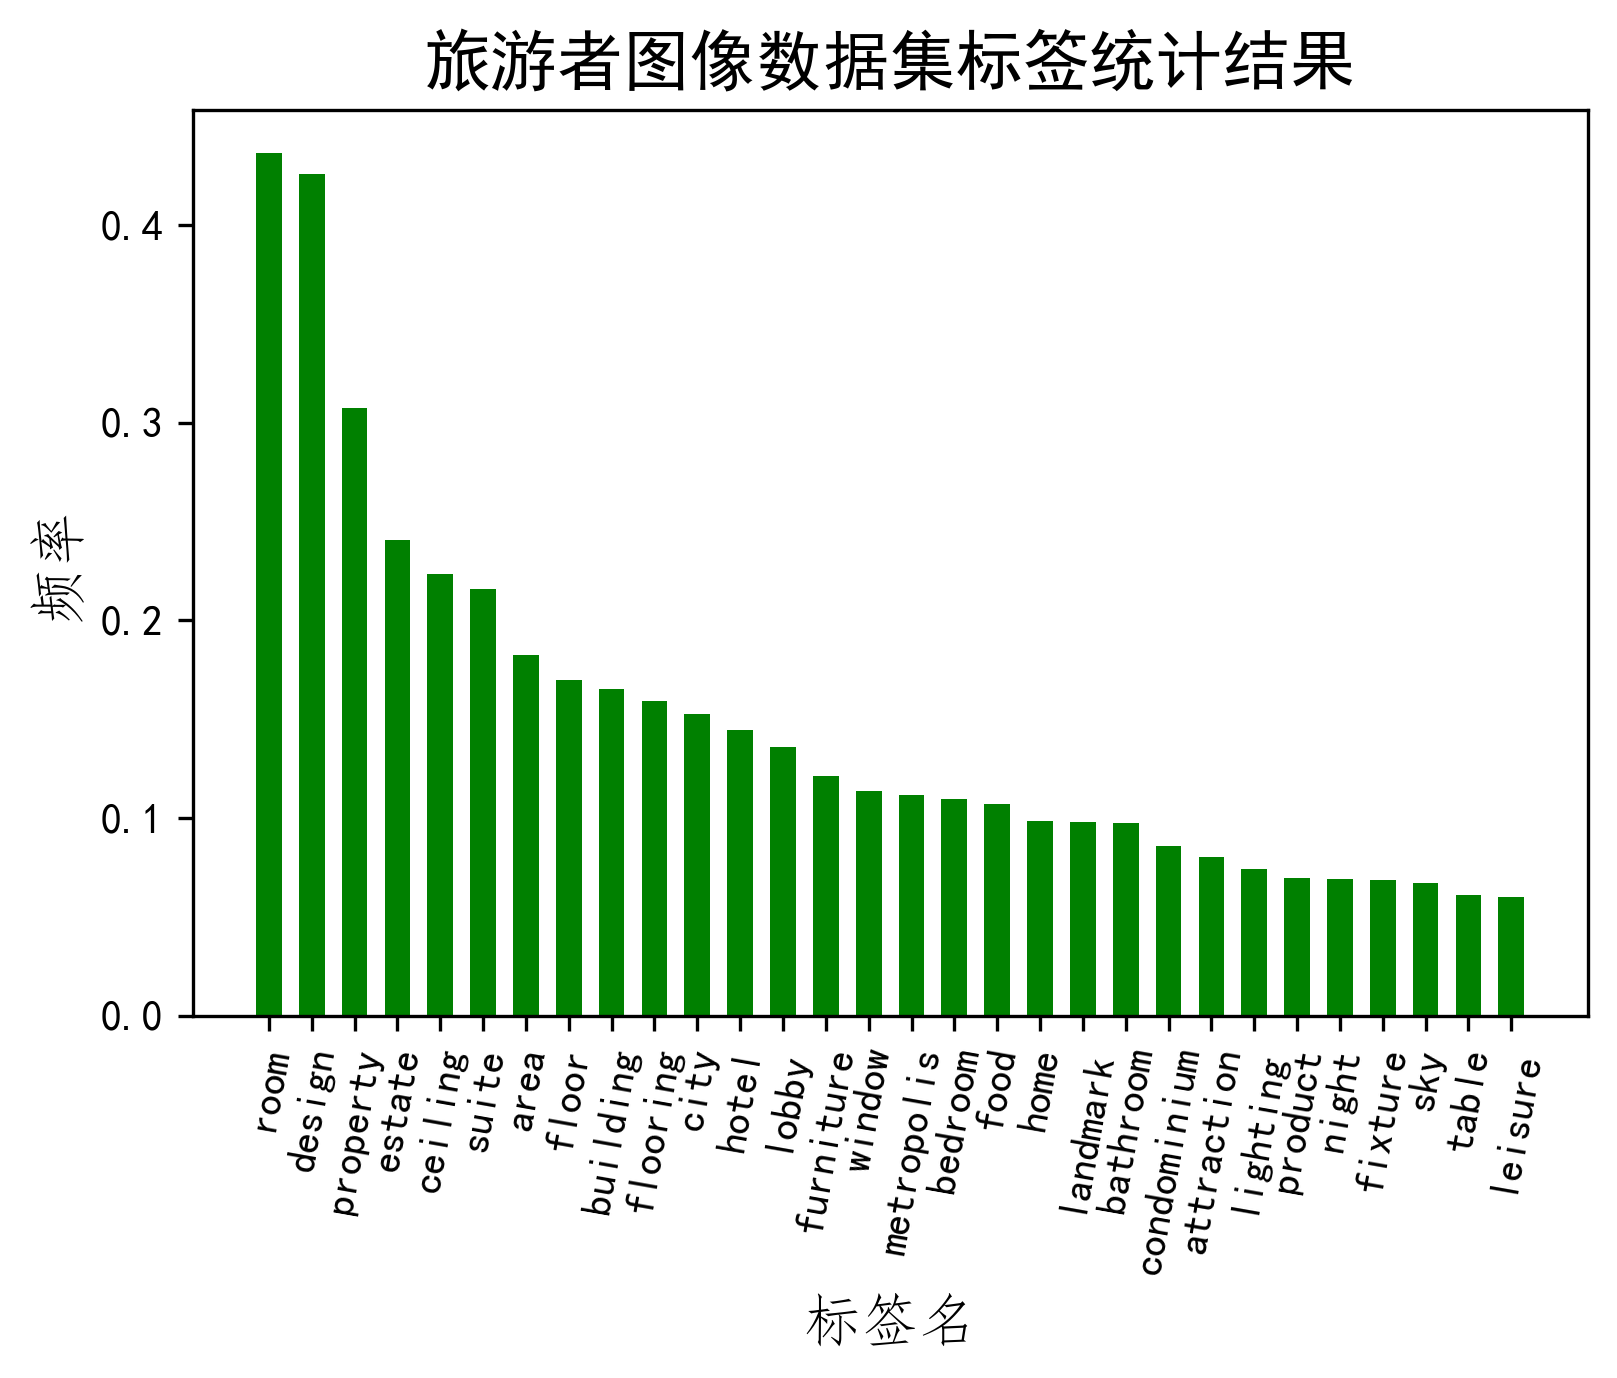 旅游者图像数据集标签统计结果
频率
0.4
0.3
0.2
0.1
0.0
room
design
property
estate
ceiling
suite
area
floor
building
flooring
city
hotel
lobby
furniture
window
metropolis
bedroom
food
home
landmark
bathroom
condominium
attraction
lighting
product
night
fixture
sky
table
leisure
标签名